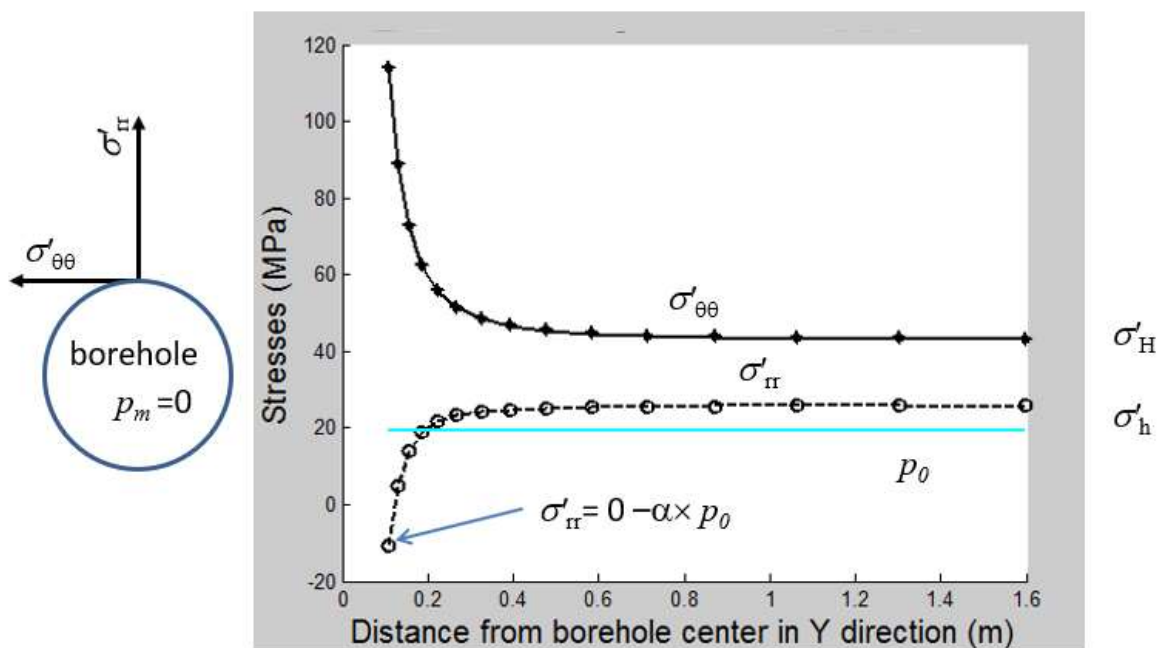 σ′rr
σ′θθ
borehole
pm =0
Stresses (MPa)
120
100
80
60
40
20
0
-20
0
0.2
0.4
0.6
0.8
1
1.2
1.4
1.6
Distance from borehole center in Y direction (m)
σ′θθ
σ′rr
p0
σ′rr= 0 −α× p0
σ′H
σ′h